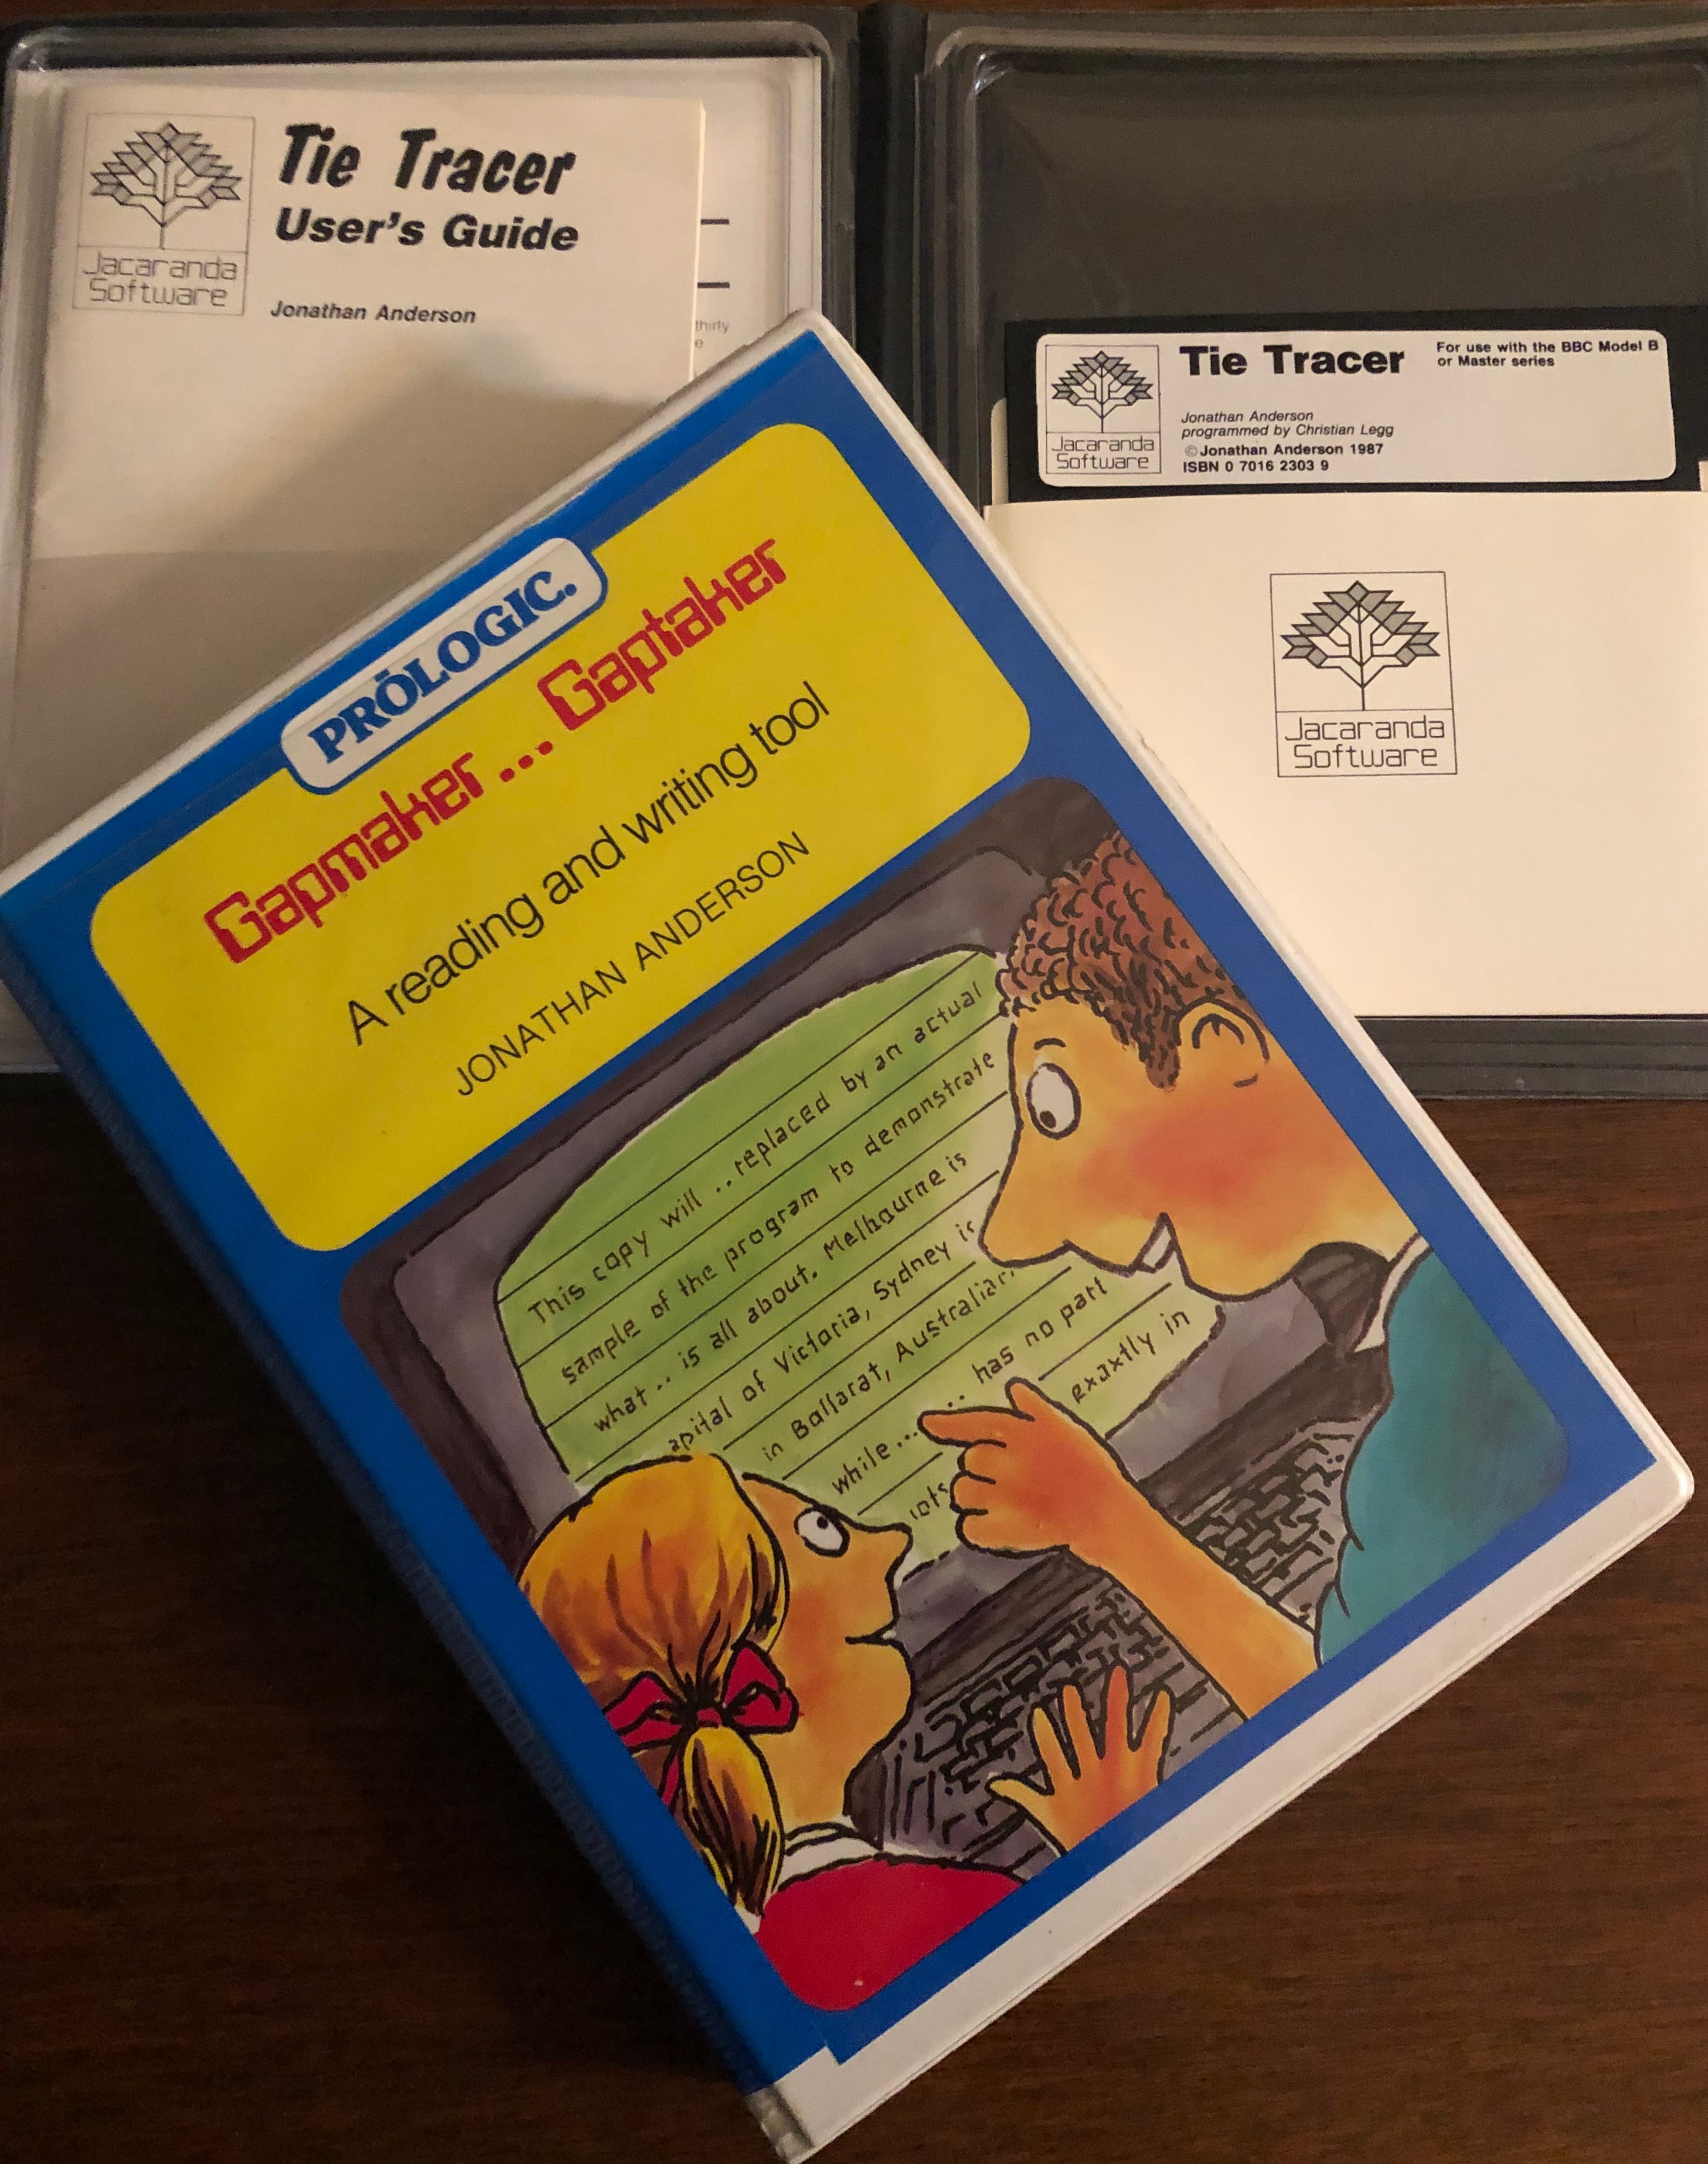 Jacaranda
Software
Tie Tracer
User's Guide
Jonathan Anderson
thirty
e
Jacaranda
Software
Tie Tracer
For use with the BBC Model B
or Master series
Jonathan Anderson
programmed by Christian Legg
©Jonathan Anderson 1987
ISBN 0 7016 2303 9
Jacaranda
Software
PRŌLOGIC.
Gapmaker... Gaptaker
A reading and writing tool
JONATHAN ANDERSON
This copy will .. replaced by an actual
sample of the program to demonstrate
what .. is all about. Melbourne is
apital of Victoria, Sydney is
in Ballarat, Australian
while ... .. has no part
lots exaxtly in